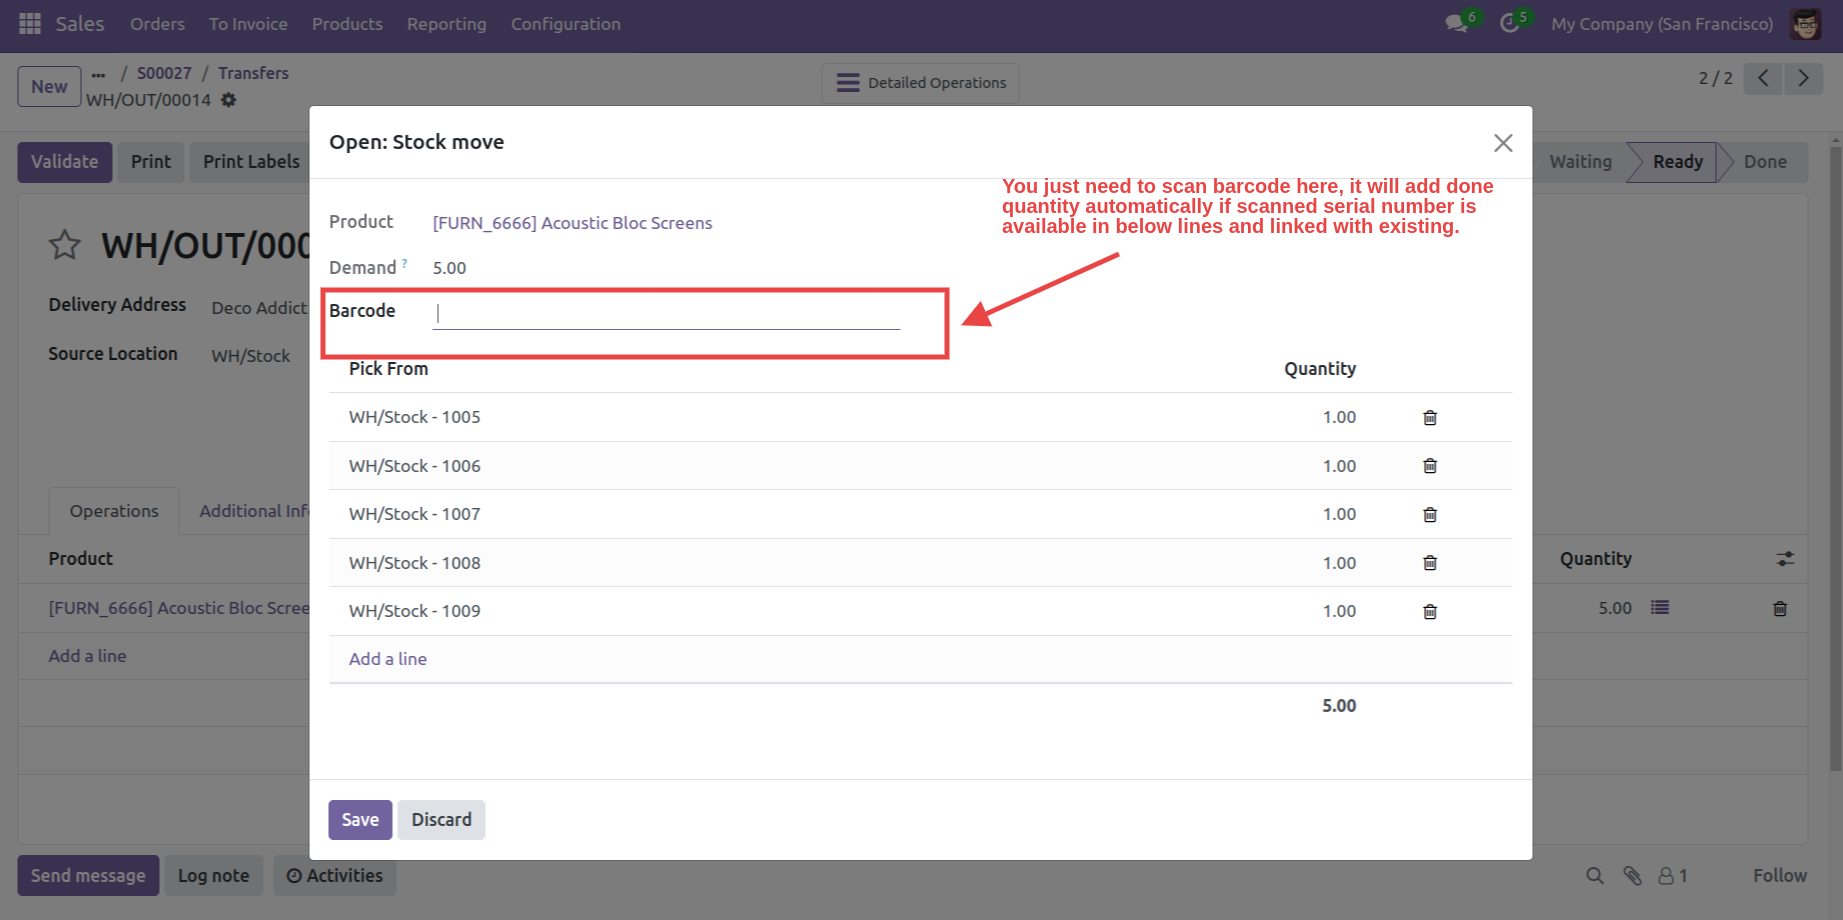 Sales Orders To Invoice Products Reporting Configuration 6 5 My Company (San Francisco)
New ... / S00027 / Transfers
WH/OUT/00014
Detailed Operations
2 / 2
Validate Print Print Labels Waiting Ready Done
WH/OUT/000
Delivery Address Deco Addict
Source Location WH/Stock
Operations Additional Inf
Product Quantity
[FURN_6666] Acoustic Bloc Scree 5.00
Add a line
Open: Stock move
You just need to scan barcode here, it will add done
quantity automatically if scanned serial number is
available in below lines and linked with existing.
Product [FURN_6666] Acoustic Bloc Screens
Demand ? 5.00
Barcode
Pick From Quantity
WH/Stock - 1005 1.00
WH/Stock - 1006 1.00
WH/Stock - 1007 1.00
WH/Stock - 1008 1.00
WH/Stock - 1009 1.00
Add a line
5.00
Save Discard
Send message Log note Activities 1 Follow